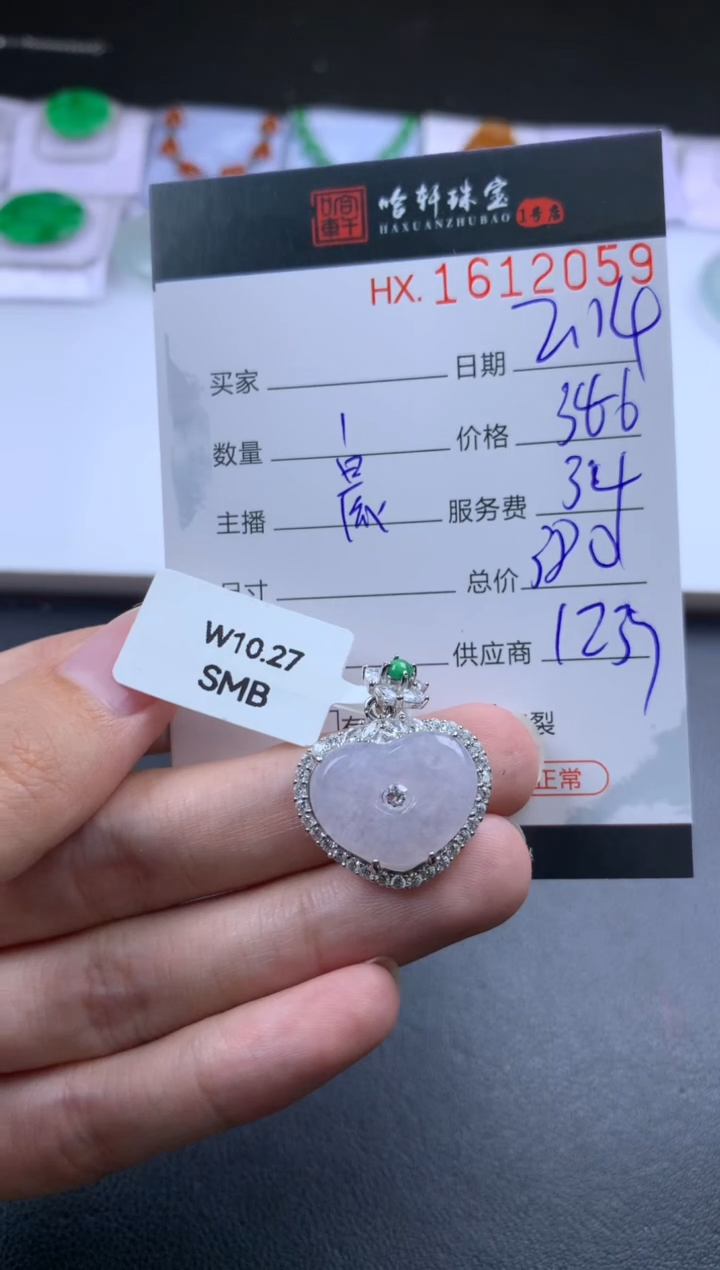 哈轩珠宝 1号店
HAXUANZHUBAO
HX. 1612059
买家 日期 2.14
数量 1 价格 346
主播 晨 服务费 34
尺寸 总价 380
供应商
W10.27
SMB
裂
正常